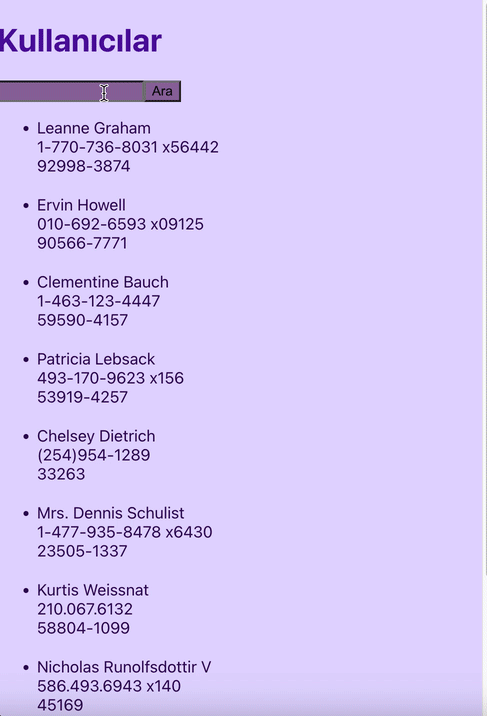 Kullanıcılar
Ara
Leanne Graham
1-770-736-8031 x56442
92998-3874
Ervin Howell
010-692-6593 x09125
90566-7771
Clementine Bauch
1-463-123-4447
59590-4157
Patricia Lebsack
493-170-9623 x156
53919-4257
Chelsey Dietrich
(254)954-1289
33263
Mrs. Dennis Schulist
1-477-935-8478 x6430
23505-1337
Kurtis Weissnat
210.067.6132
58804-1099
Nicholas Runolfsdottir V
586.493.6943 x140
45169